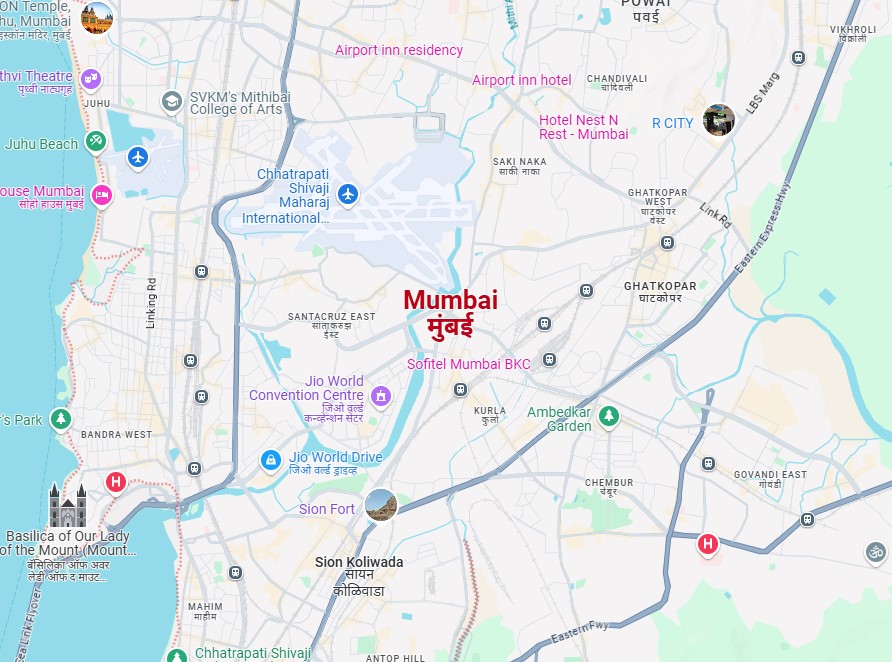 ON Temple,
hu, Mumbai
इस्कॉन मंदिर, मुंबई
POWAI
पवई
VIKHROLI
विक्रोली
Airport inn residency
thvi Theatre
पृथ्वी नाट्यगृह
JUHU
SVKM's Mithibai
College of Arts
Airport inn hotel
CHANDIVALI
चांदिवली
LBS Marg
Hotel Nest N
Rest - Mumbai
R CITY
Juhu Beach
SAKI NAKA
साकी नाका
Chhatrapati
Shivaji
Maharaj
International...
ouse Mumbai
सोहो हाउस मुंबई
GHATKOPAR
WEST
घाटकोपर
वेस्ट
Link Rd
Eastern Express Hwy
Linking Rd
GHATKOPAR
घाटकोपर
Mumbai
मुंबई
SANTACRUZ EAST
सांताक्रुझ
ईस्ट
Sofitel Mumbai BKC
Jio World
Convention Centre
जिओ वर्ल्ड
कन्व्हेन्शन सेंटर
KURLA
कुर्ला
Ambedkar
Garden
's Park
BANDRA WEST
Jio World Drive
जिओ वर्ल्ड ड्राइव्ह
CHEMBUR
चेंबूर
GOVANDI EAST
गोवंडी
H
Sion Fort
Basilica of Our Lady
of the Mount (Mount...
बॅसिलिका ऑफ अवर
लेडी ऑफ द माउंट...
H
Sion Koliwada
सायन
कोळिवाडा
Sea Link Flyover
MAHIM
माहीम
Eastern Fwy
Chhatrapati Shivaji
ANTOP HILL